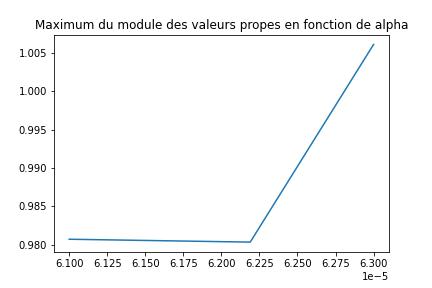 Maximum du module des valeurs propes en fonction de alpha
1.005
1.000
0.995
0.990
0.985
0.980
6.100 6.125 6.150 6.175 6.200 6.225 6.250 6.275 6.300
1e−5